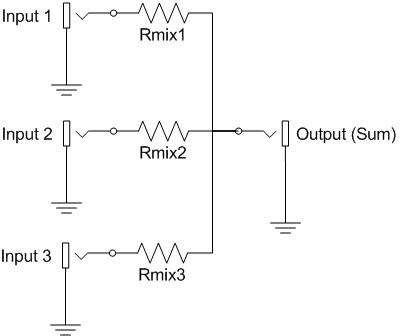 Input 1
Rmix1
Input 2
Output (Sum)
Rmix2
Input 3
Rmix3